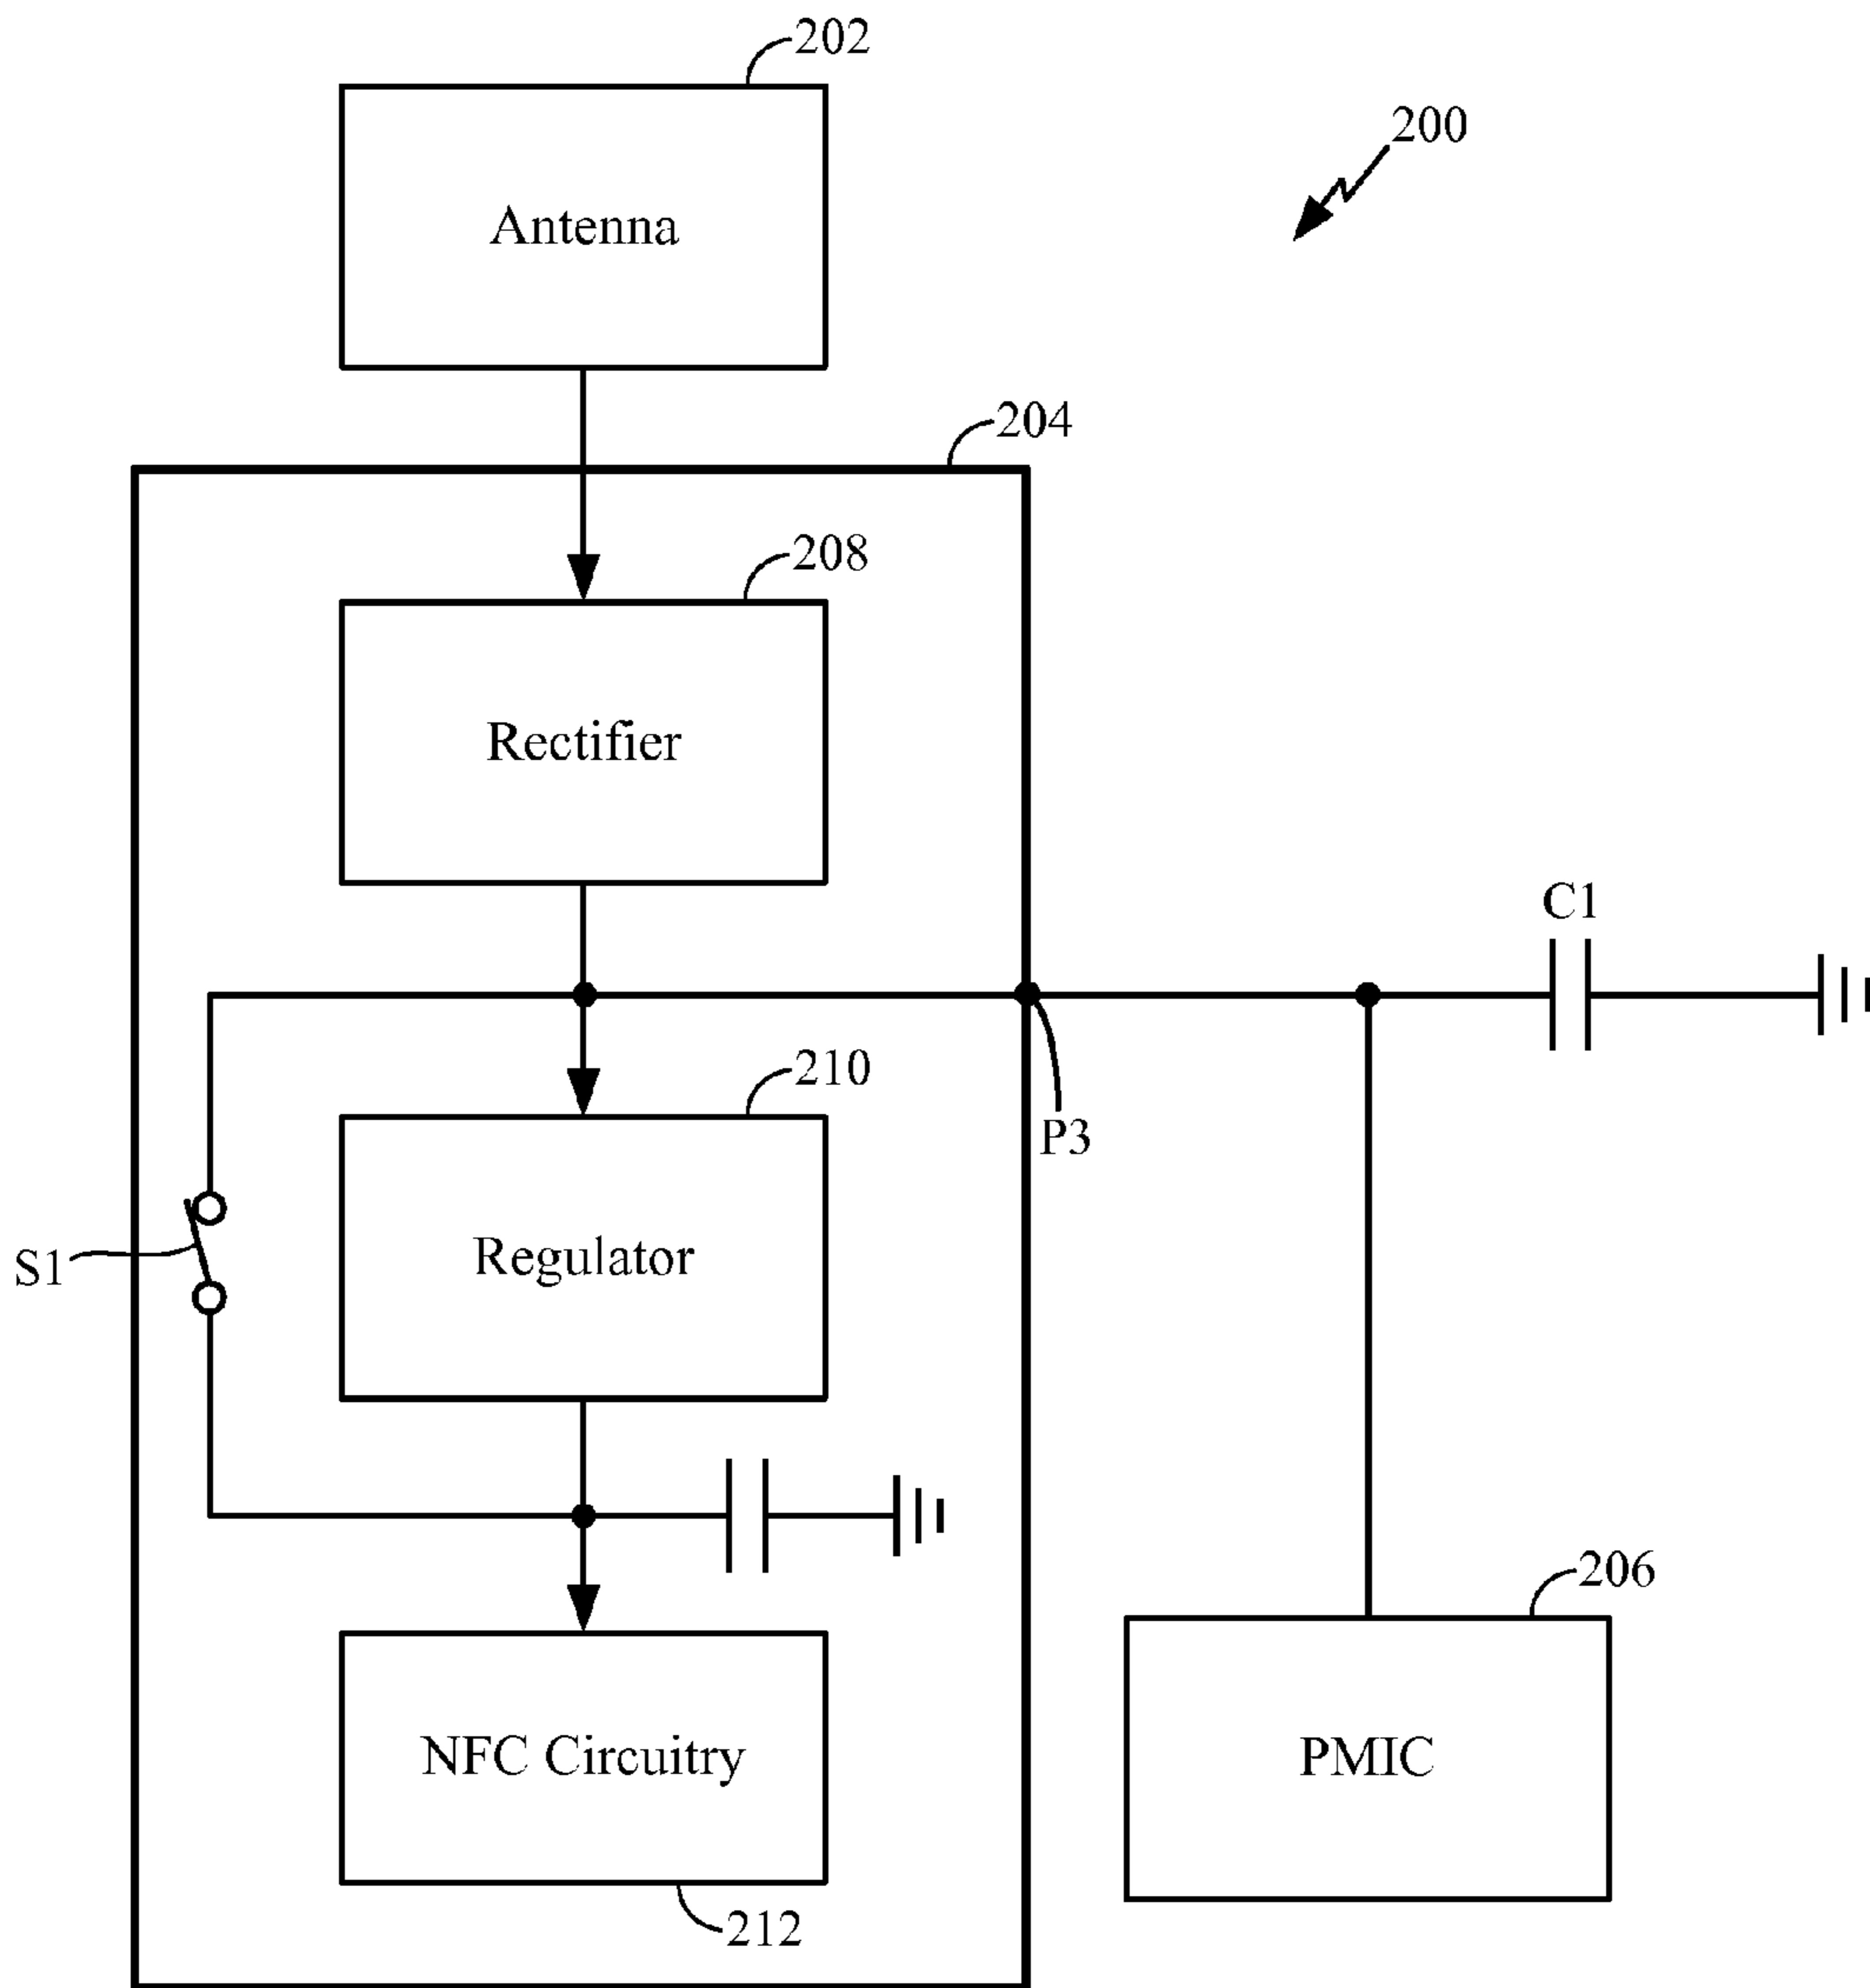 202
200
Antenna
204
208
Rectifier
C1
210
P3
S1
Regulator
206
NFC Circuitry
PMIC
212